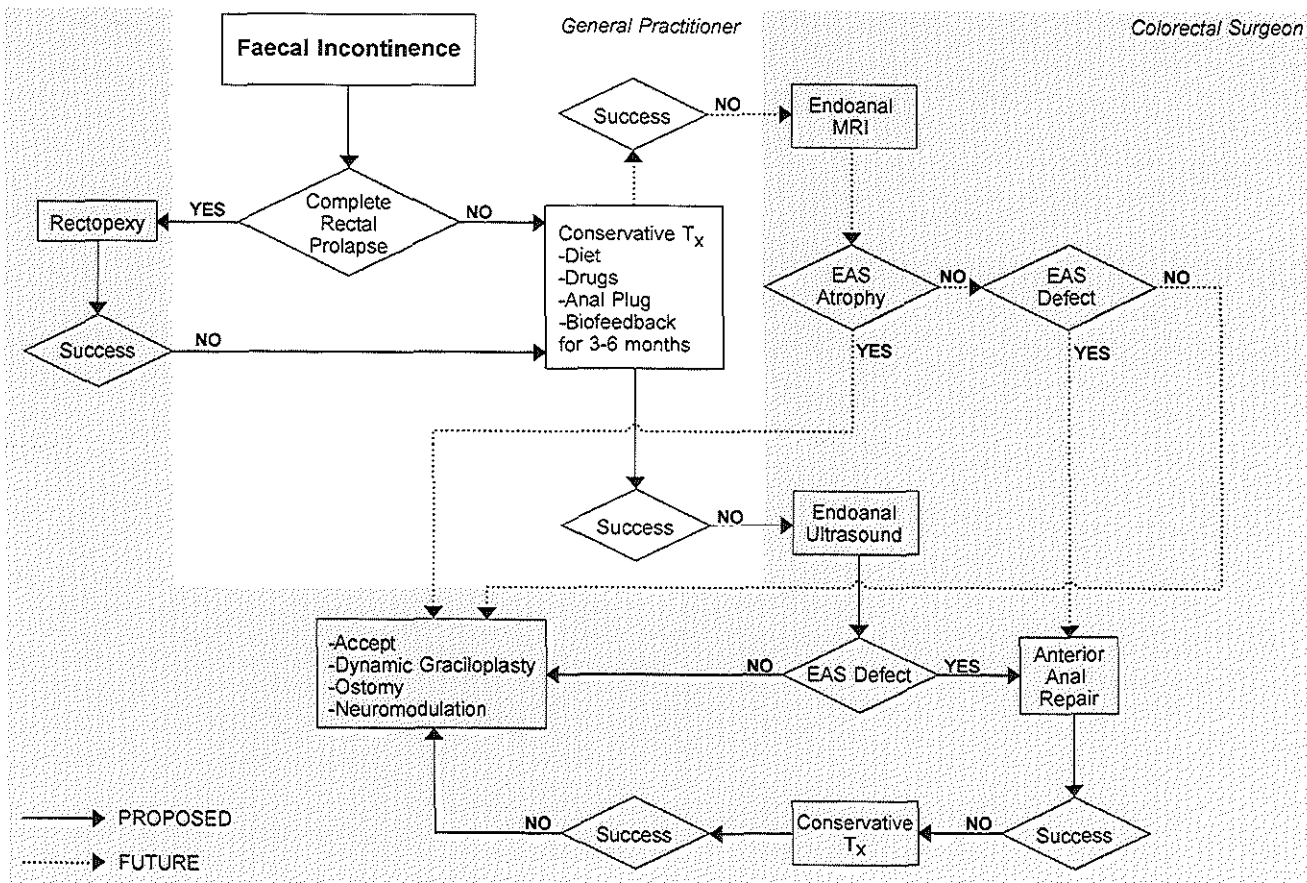 Faecal Incontinence
General Practitioner
Colorectal Surgeon
Success
NO
Endoanal
MRI
Rectopexy
YES
Complete
Rectal
Prolapse
NO
Conservative Tx
-Diet
-Drugs
-Anal Plug
-Biofeedback
for 3-6 months
EAS
Atrophy
NO
EAS
Defect
NO
Success
NO
YES
YES
Success
NO
Endoanal
Ultrasound
-Accept
-Dynamic Graciloplasty
-Ostomy
-Neuromodulation
NO
EAS Defect
YES
Anterior
Anal
Repair
PROPOSED
FUTURE
NO
Success
Conservative
Tx
NO
Success